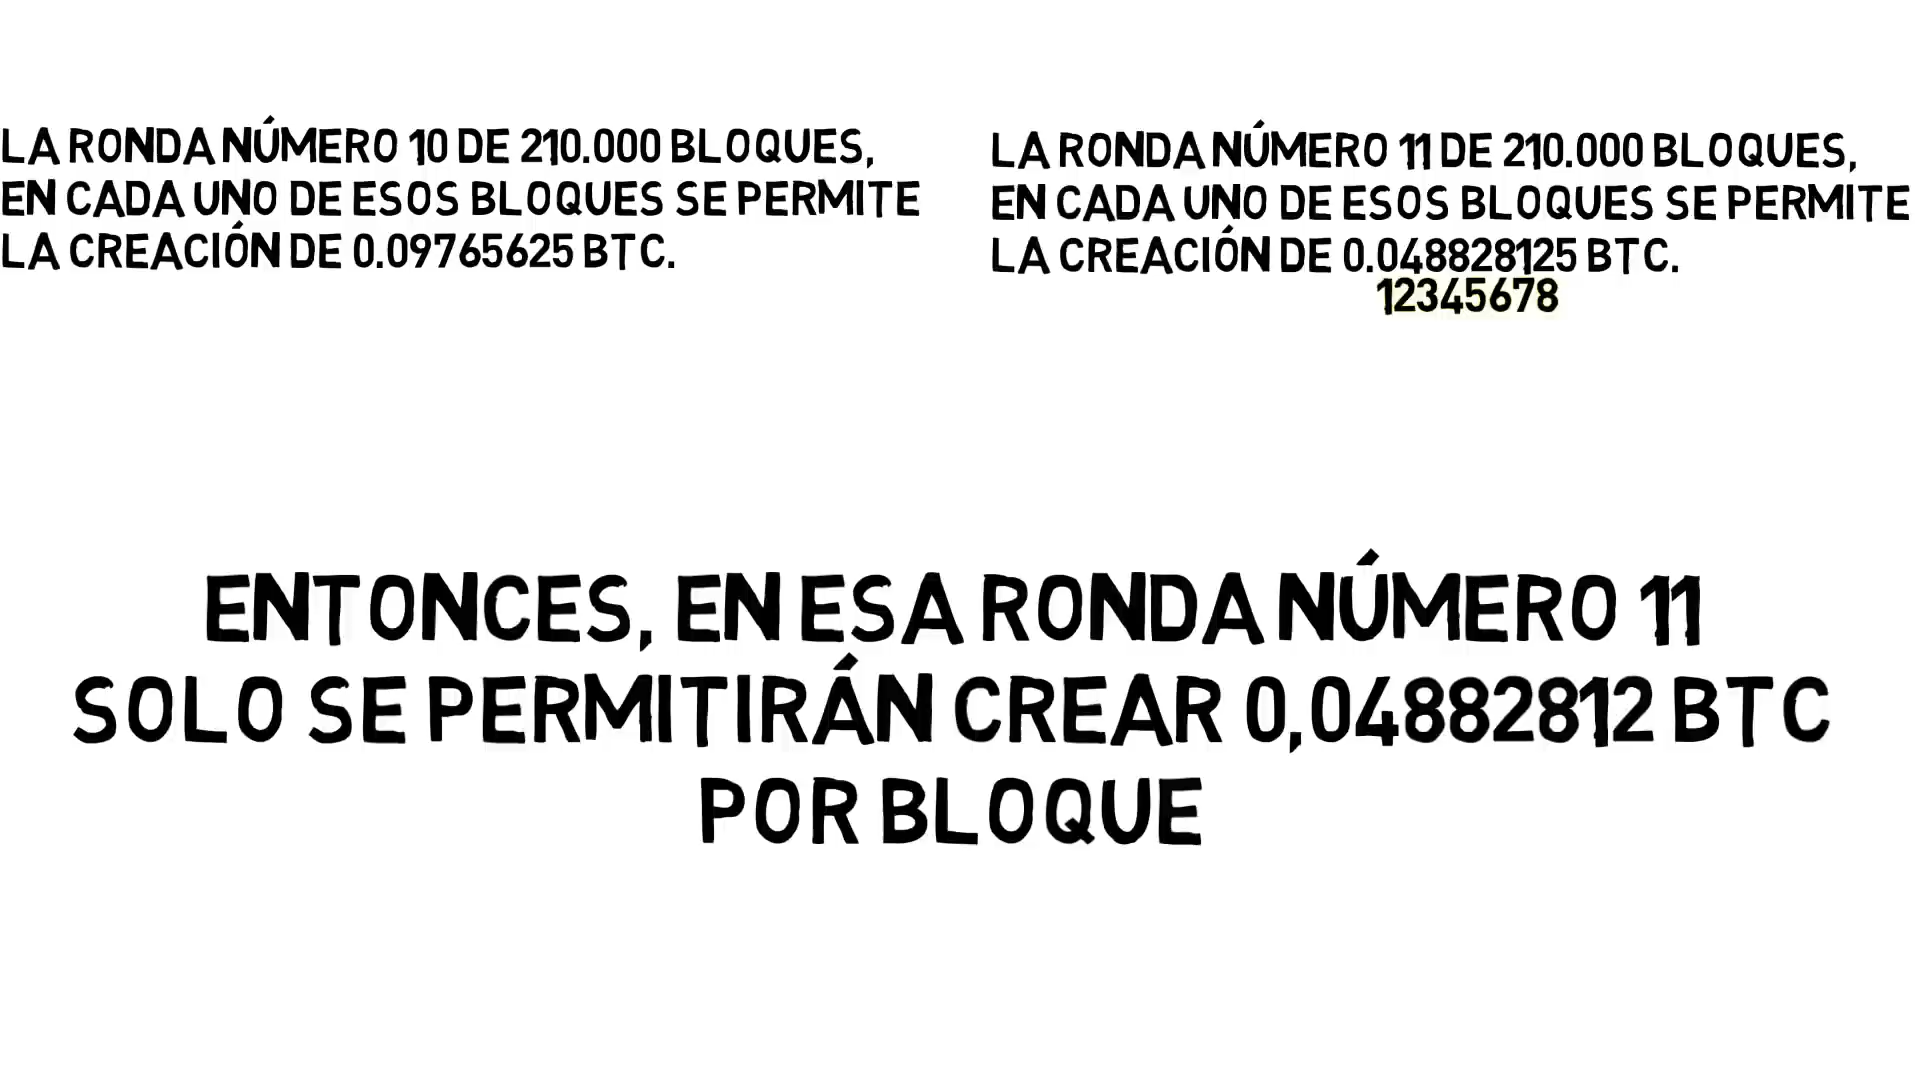 LA RONDA NÚMERO 10 DE 210.000 BLOQUES,
EN CADA UNO DE ESOS BLOQUES SE PERMITE
LA CREACIÓN DE 0.09765625 BTC.
LA RONDA NÚMERO 11 DE 210.000 BLOQUES,
EN CADA UNO DE ESOS BLOQUES SE PERMITE
LA CREACIÓN DE 0.048828125 BTC.
12345678
ENTONCES, EN ESA RONDA NÚMERO 11
SOLO SE PERMITIRÁN CREAR 0,04882812 BTC
POR BLOQUE